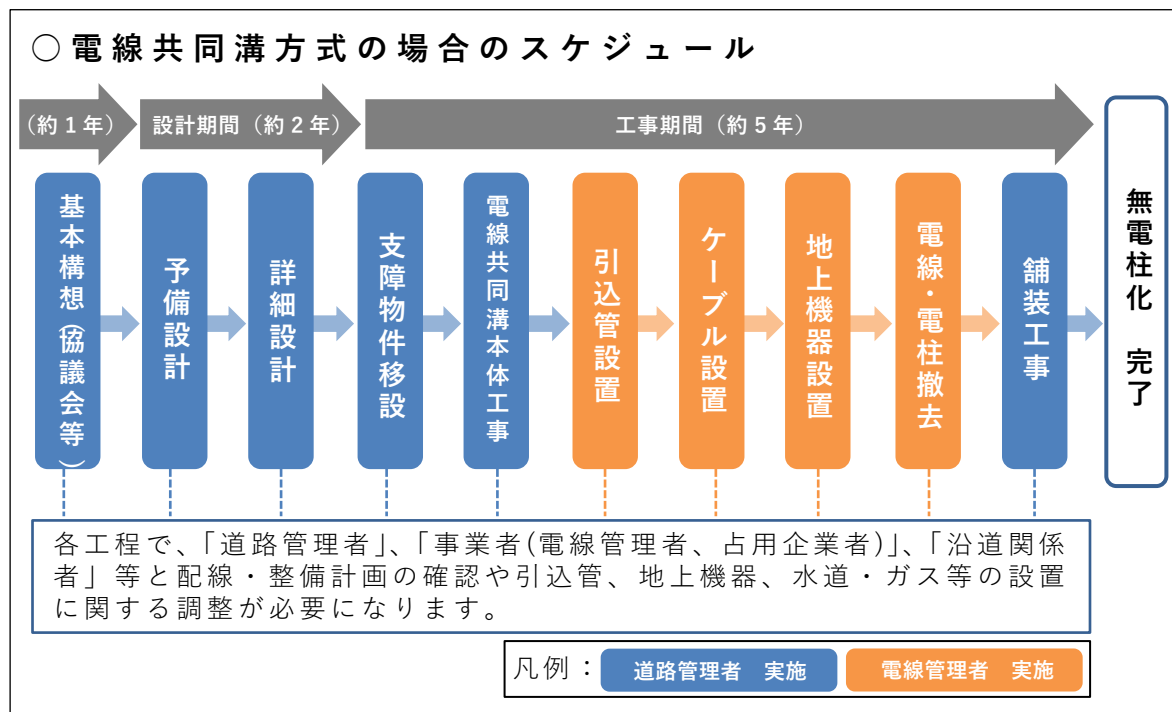 ○電線共同溝方式の場合のスケジュール
(約1年)
設計期間(約2年)
工事期間(約5年)
基本構想(協議会等)
予備設計
詳細設計
支障物件移設
電線共同溝本体工事
引込管設置
ケーブル設置
地上機器設置
電線・電柱撤去
舗装工事
無電柱化 完了
各工程で、「道路管理者」、「事業者(電線管理者、占用企業者)」、「沿道関係
者」等と配線・整備計画の確認や引込管、地上機器、水道・ガス等の設置
に関する調整が必要になります。
凡例：
道路管理者 実施
電線管理者 実施